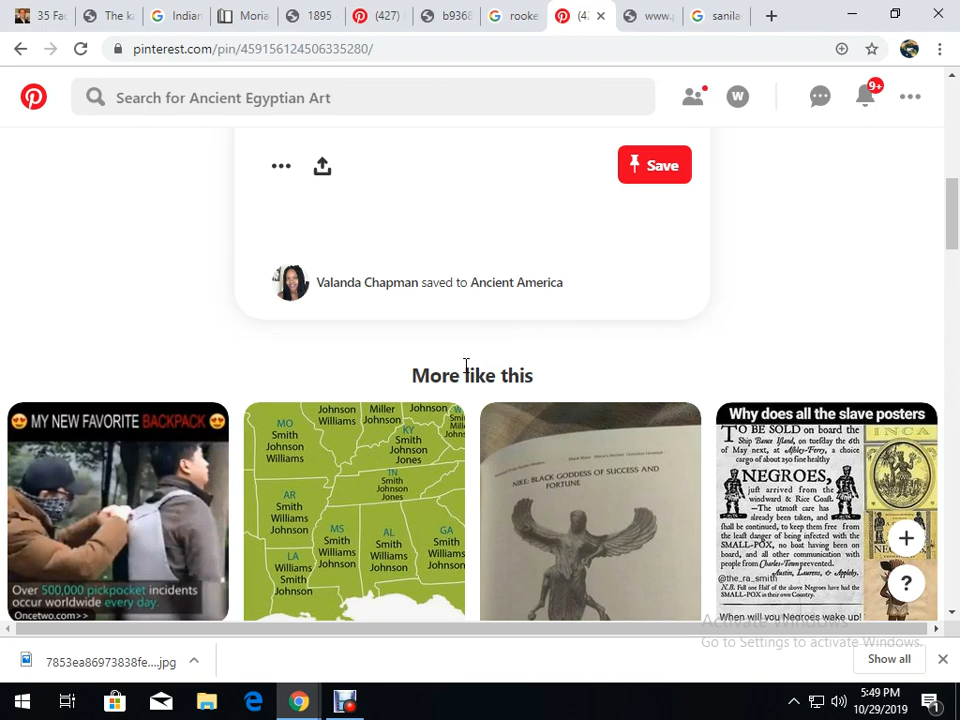 35 Fac
The ka
Indian
Moria
1895
(427)
b9368
rooke
(42
www.p
sanila
pinterest.com/pin/459156124506335280/
Search for Ancient Egyptian Art
W
9+
Save
Valanda Chapman saved to Ancient America
More like this
MY NEW FAVORITE BACKPACK
Over 500,000 pickpocket incidents
occur worldwide every day.
Oncetwo.com>>
MO
Smith
Johnson
Williams
Johnson
Williams
Miller
Johnson
Johnson
KY
Smith
Johnson
Jones
W
Smi
John
Mille
IN
Smith
Johnson
Jones
AR
Smith
Williams
Johnson
MS
Smith
Williams
Johnson
AL
Smith
Williams
Johnson
GA
Smith
Williams
Johnson
LA
Williams
Smith
Johnson
NIKE: BLACK GODDESS OF SUCCESS AND
FORTUNE
Why does all the slave posters
TO BE SOLD on board the
Ship Bance Island, on tuesday the 6th
of May next, at Ashley-Ferry, a choice
cargo of about 250 fine healthy
NEGROES,
just arrived from the
windward & Rice Coast.
—The utmost care has
already been taken, and
shall be continued, to keep them free from
the least danger of being infected with the
SMALL-POX, no boat having been on
board, and all other communication with
people from Charles-Town prevented.
Austin, Laurens, & Appleby.
@the_ra_smith
N.B. Full one Half of the above Negroes have had the
SMALL-POX in their own Country.
When will you Negroes wake up!
INCA
+
?
Activate Windows
Go to Settings to activate Windows.
7853ea86973838fe....jpg
Show all
5:49 PM
10/29/2019
1